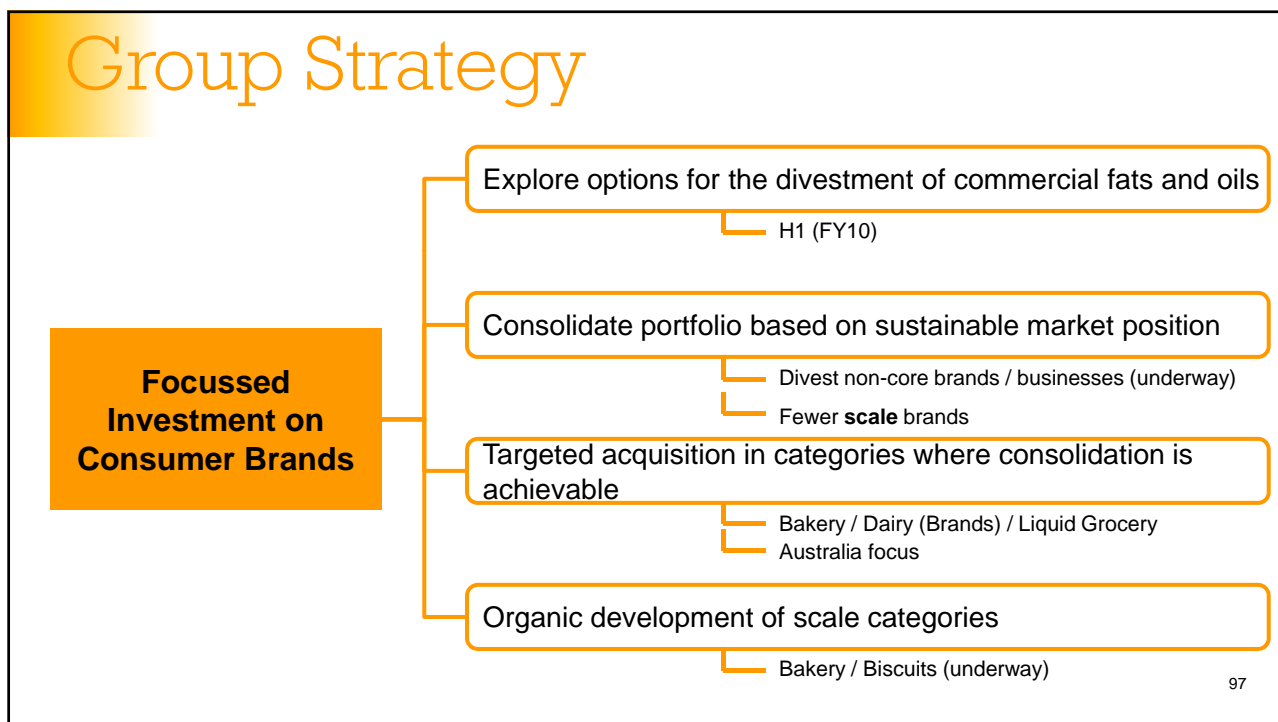 Group Strategy
Explore options for the divestment of commercial fats and oils
H1 (FY10)
Consolidate portfolio based on sustainable market position
Divest non-core brands / businesses (underway)
Fewer scale brands
Focussed
Investment on
Consumer Brands
Targeted acquisition in categories where consolidation is
achievable
Bakery / Dairy (Brands) / Liquid Grocery
Australia focus
Organic development of scale categories
Bakery / Biscuits (underway)
97